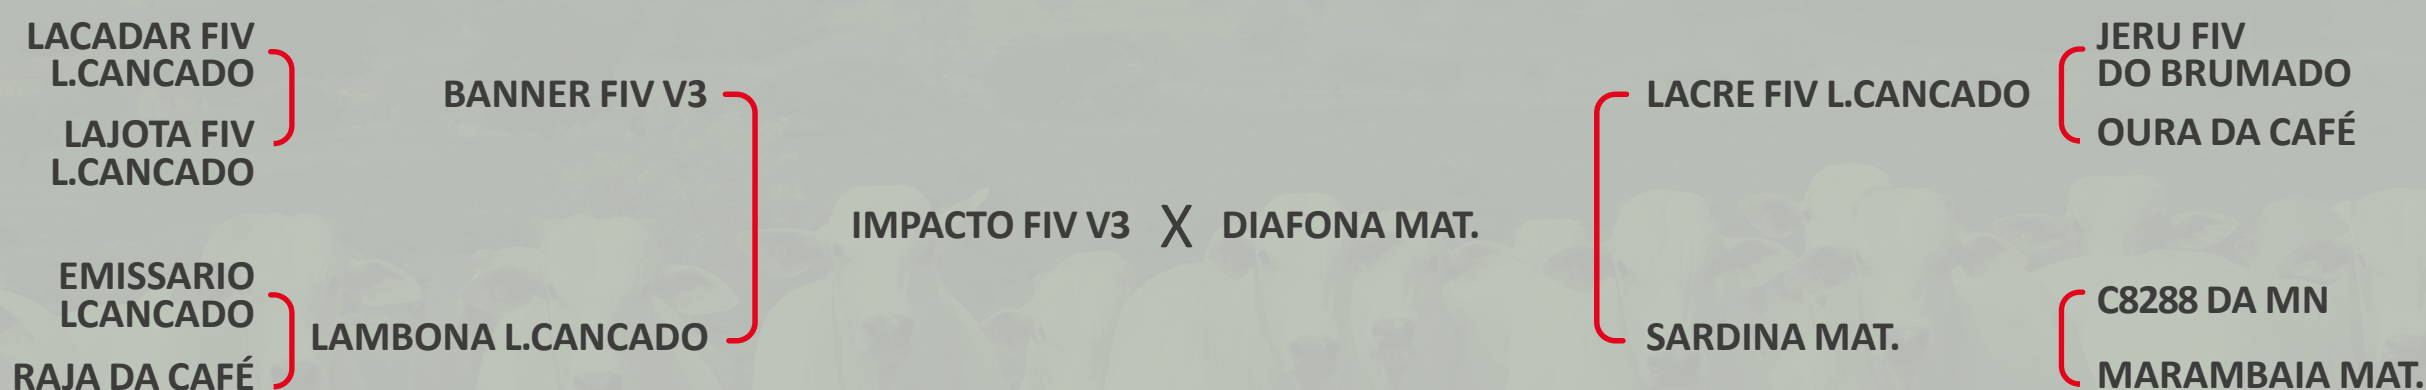 LACADAR FIV
L.CANCADO
LAJOTA FIV
L.CANCADO
BANNER FIV V3
EMISSARIO
LCANCADO
RAJA DA CAFÉ
LAMBONA L.CANCADO
IMPACTO FIV V3 X DIAFONA MAT.
LACRE FIV L.CANCADO
JERU FIV
DO BRUMADO
OURA DA CAFÉ
SARDINA MAT.
C8288 DA MN
MARAMBAIA MAT.